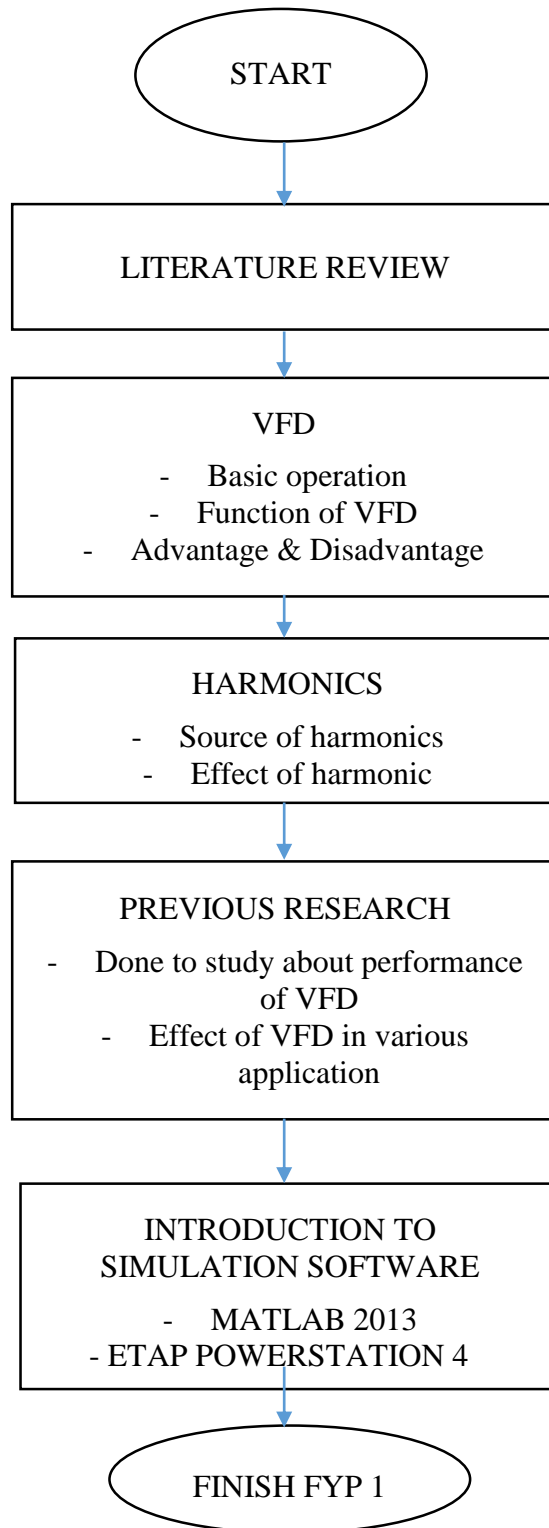 START
LITERATURE REVIEW
VFD
- Basic operation
- Function of VFD
- Advantage & Disadvantage
HARMONICS
- Source of harmonics
- Effect of harmonic
PREVIOUS RESEARCH
- Done to study about performance
of VFD
- Effect of VFD in various
application
INTRODUCTION TO
SIMULATION SOFTWARE
- MATLAB 2013
- ETAP POWERSTATION 4
FINISH FYP 1